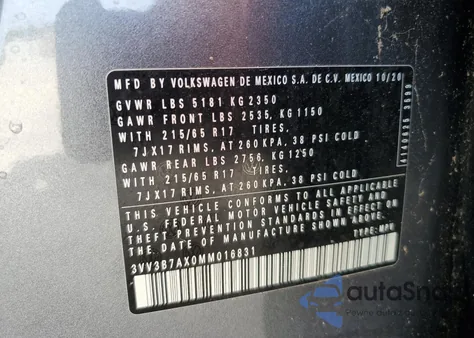 MFD BY VOLKSWAGEN DE MEXICO S.A. DE C.V. MEXICO 10/20
GVWR LBS 5181 KG 2350
GAWR FRONT LBS 2535, KG 1150
WITH 215/65 R17 TIRES.
7JX17 RIMS. AT 260 KPA, 38 PSI COLD
GAWR REAR LBS 2756, KG 1250
WITH 215/65 R17 TIRES.
7JX17 RIMS. AT 260 KPA, 38 PSI COLD
THIS VEHICLE CONFORMS TO ALL APPLICABLE
U.S. FEDERAL MOTOR VEHICLE SAFETY AND
THEFT PREVENTION STANDARDS IN EFFECT ON
THE DATE OF MANUFACTURE SHOWN ABOVE.
3VV3B7AX0MM016831 TYPE: MPV